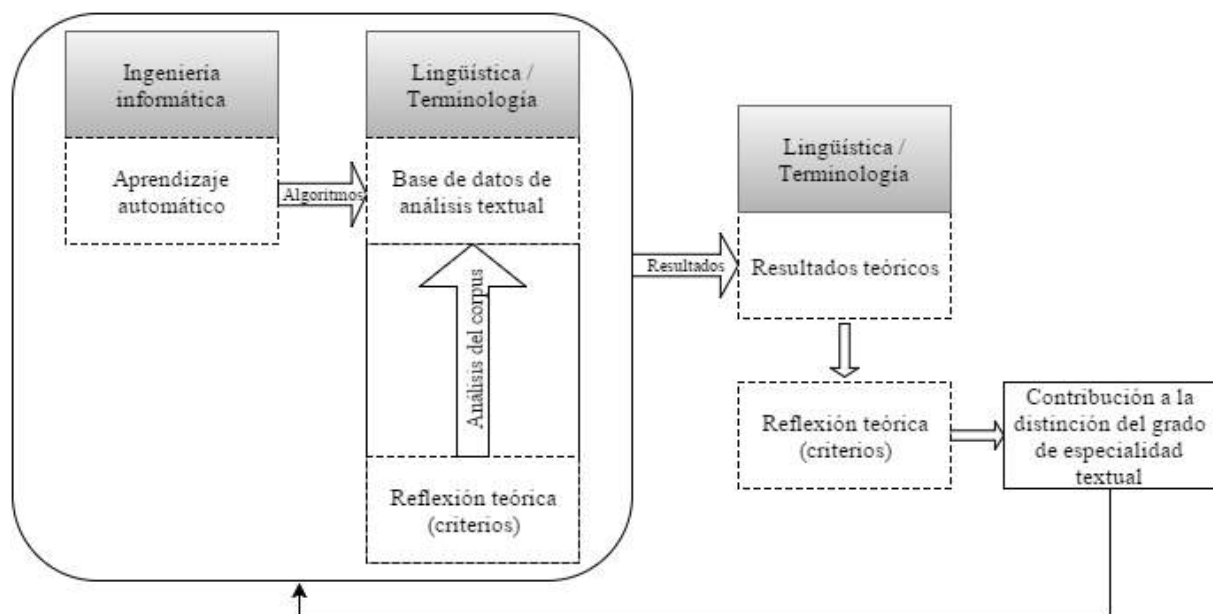 Ingeniería
informática
Aprendizaje
automático
Algoritmos
Lingüística /
Terminología
Base de datos de
análisis textual
Análisis del corpus
Reflexión teórica
(criterios)
Resultados
Lingüística /
Terminología
Resultados teóricos
Reflexión teórica
(criterios)
Contribución a la
distinción del grado
de especialidad
textual